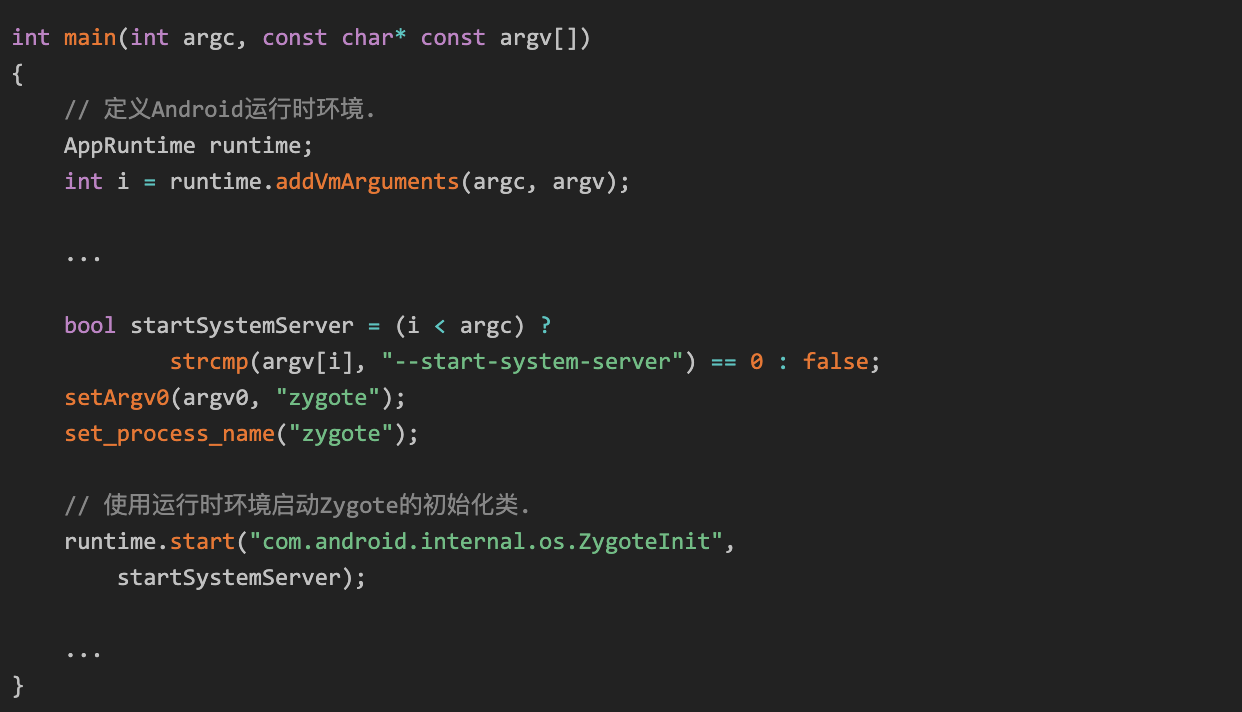 int main(int argc, const char* const argv[])
{
    // 定义Android运行时环境.
    AppRuntime runtime;
    int i = runtime.addVmArguments(argc, argv);
    ...
    bool startSystemServer = (i < argc) ?
            strcmp(argv[i], "--start-system-server") == 0 : false;
    setArgv0(argv0, "zygote");
    set_process_name("zygote");
    // 使用运行时环境启动Zygote的初始化类.
    runtime.start("com.android.internal.os.ZygoteInit",
        startSystemServer);
    ...
}